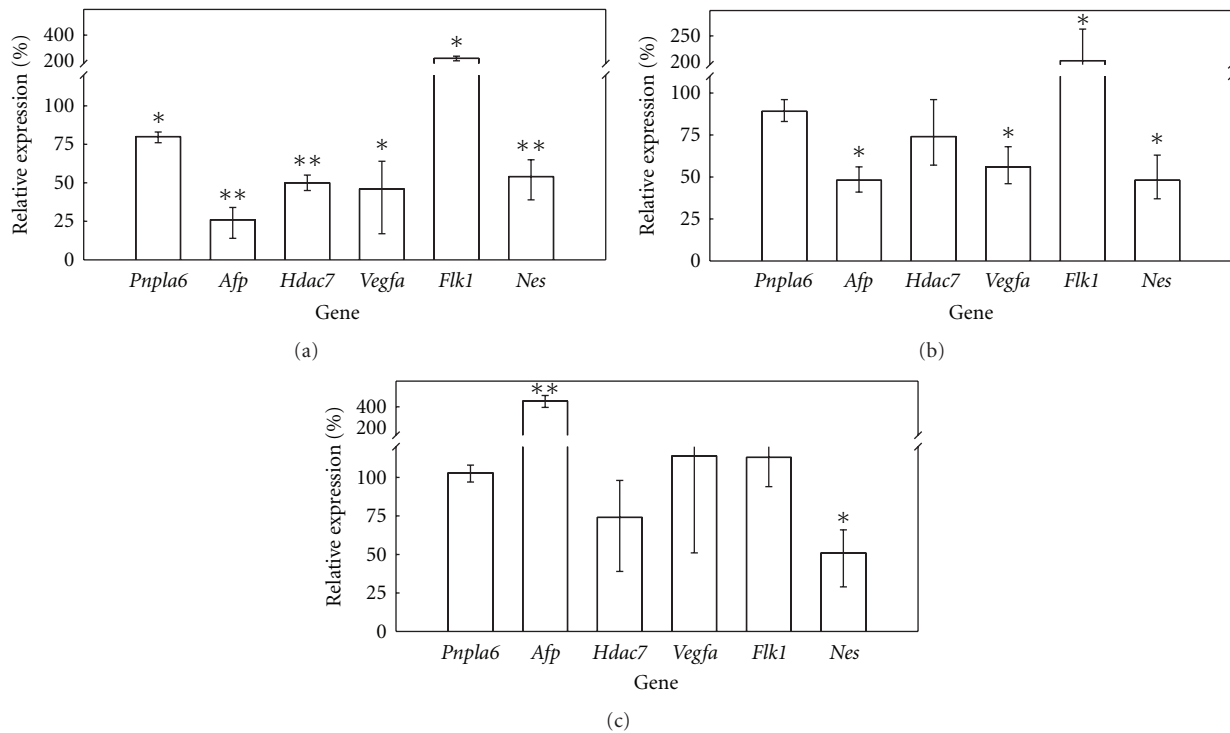 400
200
100
75
50
25
0
Relative expression (%)
* ** ** * * **
Pnpla6 Afp Hdac7 Vegfa Flk1 Nes
Gene
(a)
250
200
100
75
50
25
0
Relative expression (%)
* * * *
Pnpla6 Afp Hdac7 Vegfa Flk1 Nes
Gene
(b)
400
200
100
75
50
25
0
Relative expression (%)
** *
Pnpla6 Afp Hdac7 Vegfa Flk1 Nes
Gene
(c)